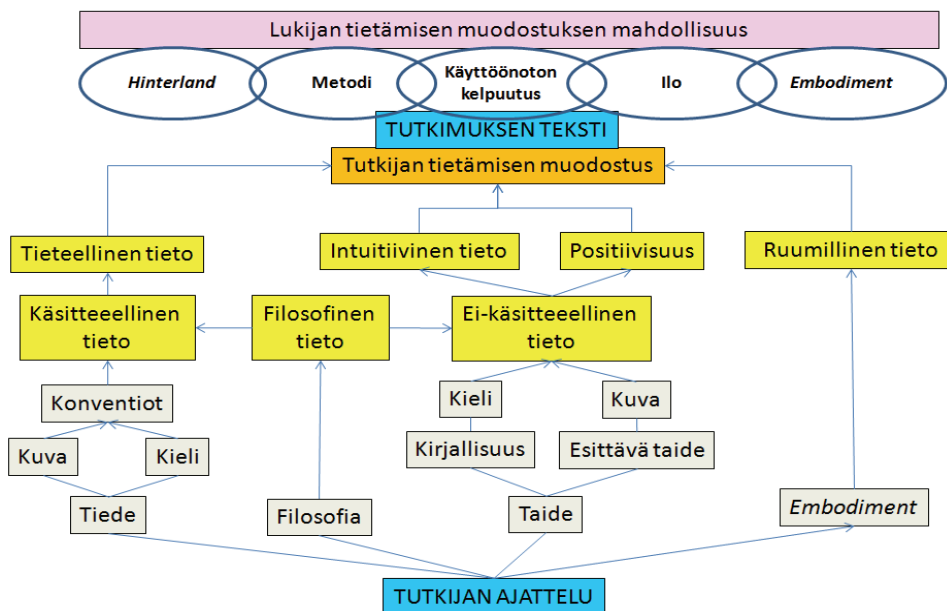 Lukijan tietämisen muodostuksen mahdollisuus
Hinterland
Metodi
Käyttöönoton
kelpuutus
Ilo
Embodiment
TUTKIMUKSEN TEKSTI
Tutkijan tietämisen muodostus
Tieteellinen tieto
Intuitiivinen tieto
Positiivisuus
Ruumillinen tieto
Käsitteeellinen
tieto
Filosofinen
tieto
Ei-käsitteeellinen
tieto
Konventiot
Kieli
Kuva
Kuva
Kieli
Kirjallisuus
Esittävä taide
Tiede
Filosofia
Taide
Embodiment
TUTKIJAN AJATTELU